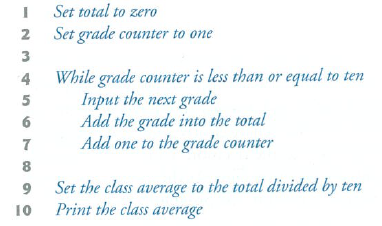 1 Set total to zero
2 Set grade counter to one
3
4 While grade counter is less than or equal to ten
5 Input the next grade
6 Add the grade into the total
7 Add one to the grade counter
8
9 Set the class average to the total divided by ten
10 Print the class average